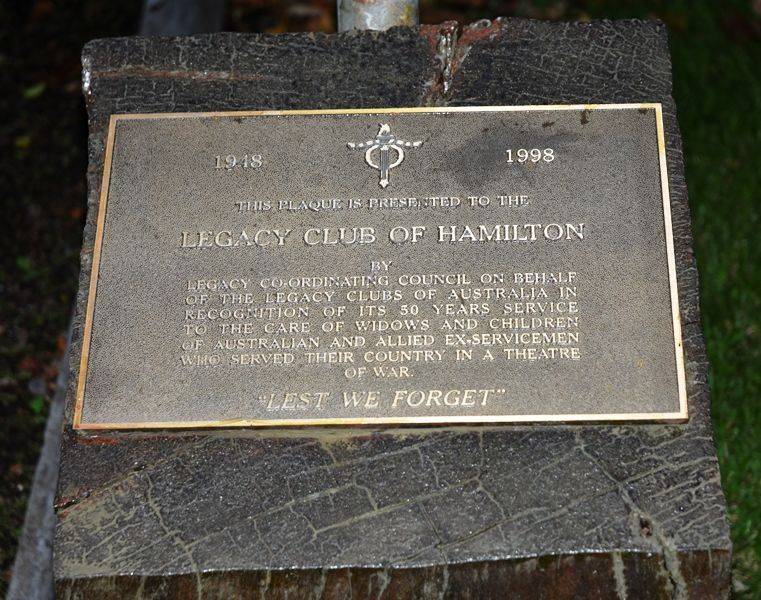 1948 1998
THIS PLAQUE IS PRESENTED TO THE
LEGACY CLUB OF HAMILTON
BY
LEGACY CO-ORDINATING COUNCIL ON BEHALF
OF THE LEGACY CLUBS OF AUSTRALIA IN
RECOGNITION OF ITS 50 YEARS SERVICE
TO THE CARE OF WIDOWS AND CHILDREN
OF AUSTRALIAN AND ALLIED EX-SERVICEMEN
WHO SERVED THEIR COUNTRY IN A THEATRE
OF WAR.
"LEST WE FORGET"